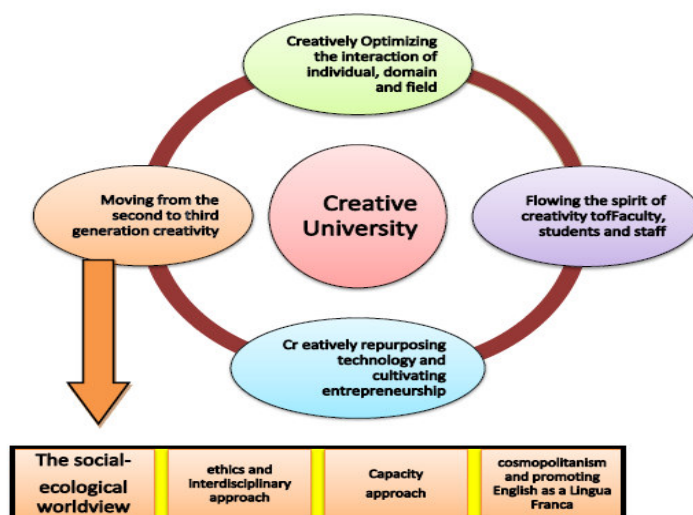 Creatively Optimizing
the interaction of
individual, domain
and field
Moving from the
second to third
generation creativity
Creative
University
Flowing the spirit of
creativity tofFaculty,
students and staff
Cr eatively repurposing
technology and
cultivating
entrepreneurship
The social-
ecological
worldview
ethics and
interdisciplinary
approach
Capacity
approach
cosmopolitanism
and promoting
English as a Lingua
Franca